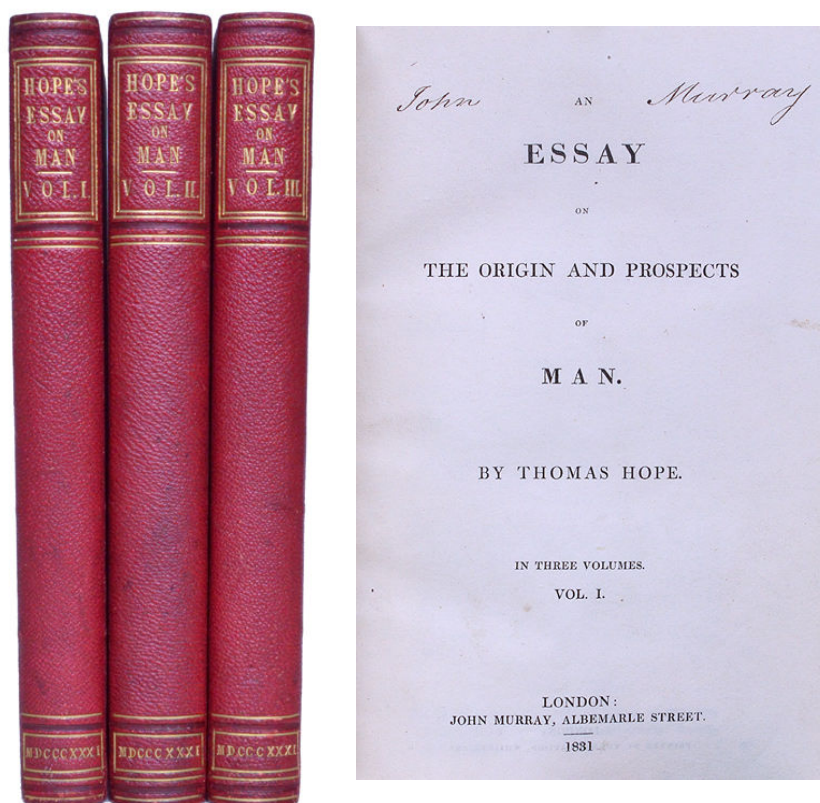 HOPE'S
ESSAY
ON
MAN
VOL. I.
MDCCCXXXI
HOPE'S
ESSAY
ON
MAN
VOL. II.
MDCCCXXXI
HOPE'S
ESSAY
ON
MAN
VOL. III.
MDCCCXXXI
John Murray
AN
ESSAY
ON
THE ORIGIN AND PROSPECTS
OF
MAN.
BY THOMAS HOPE.
IN THREE VOLUMES.
VOL. I.
LONDON:
JOHN MURRAY, ALBEMARLE STREET.
1831